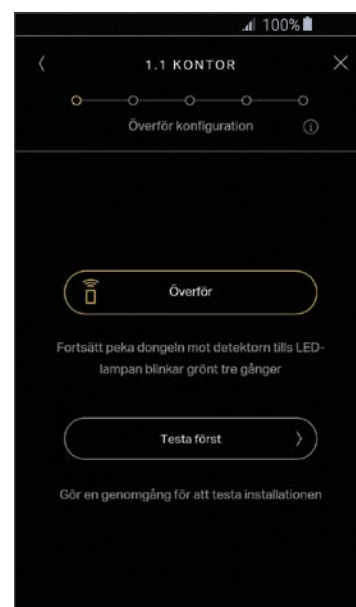 100%
1.1 KONTOR
Överför konfiguration
Överför
Fortsätt peka dongeln mot detektorn tills LED-
lampan blinkar grönt tre gånger
Testa först
Gör en genomgång för att testa installationen